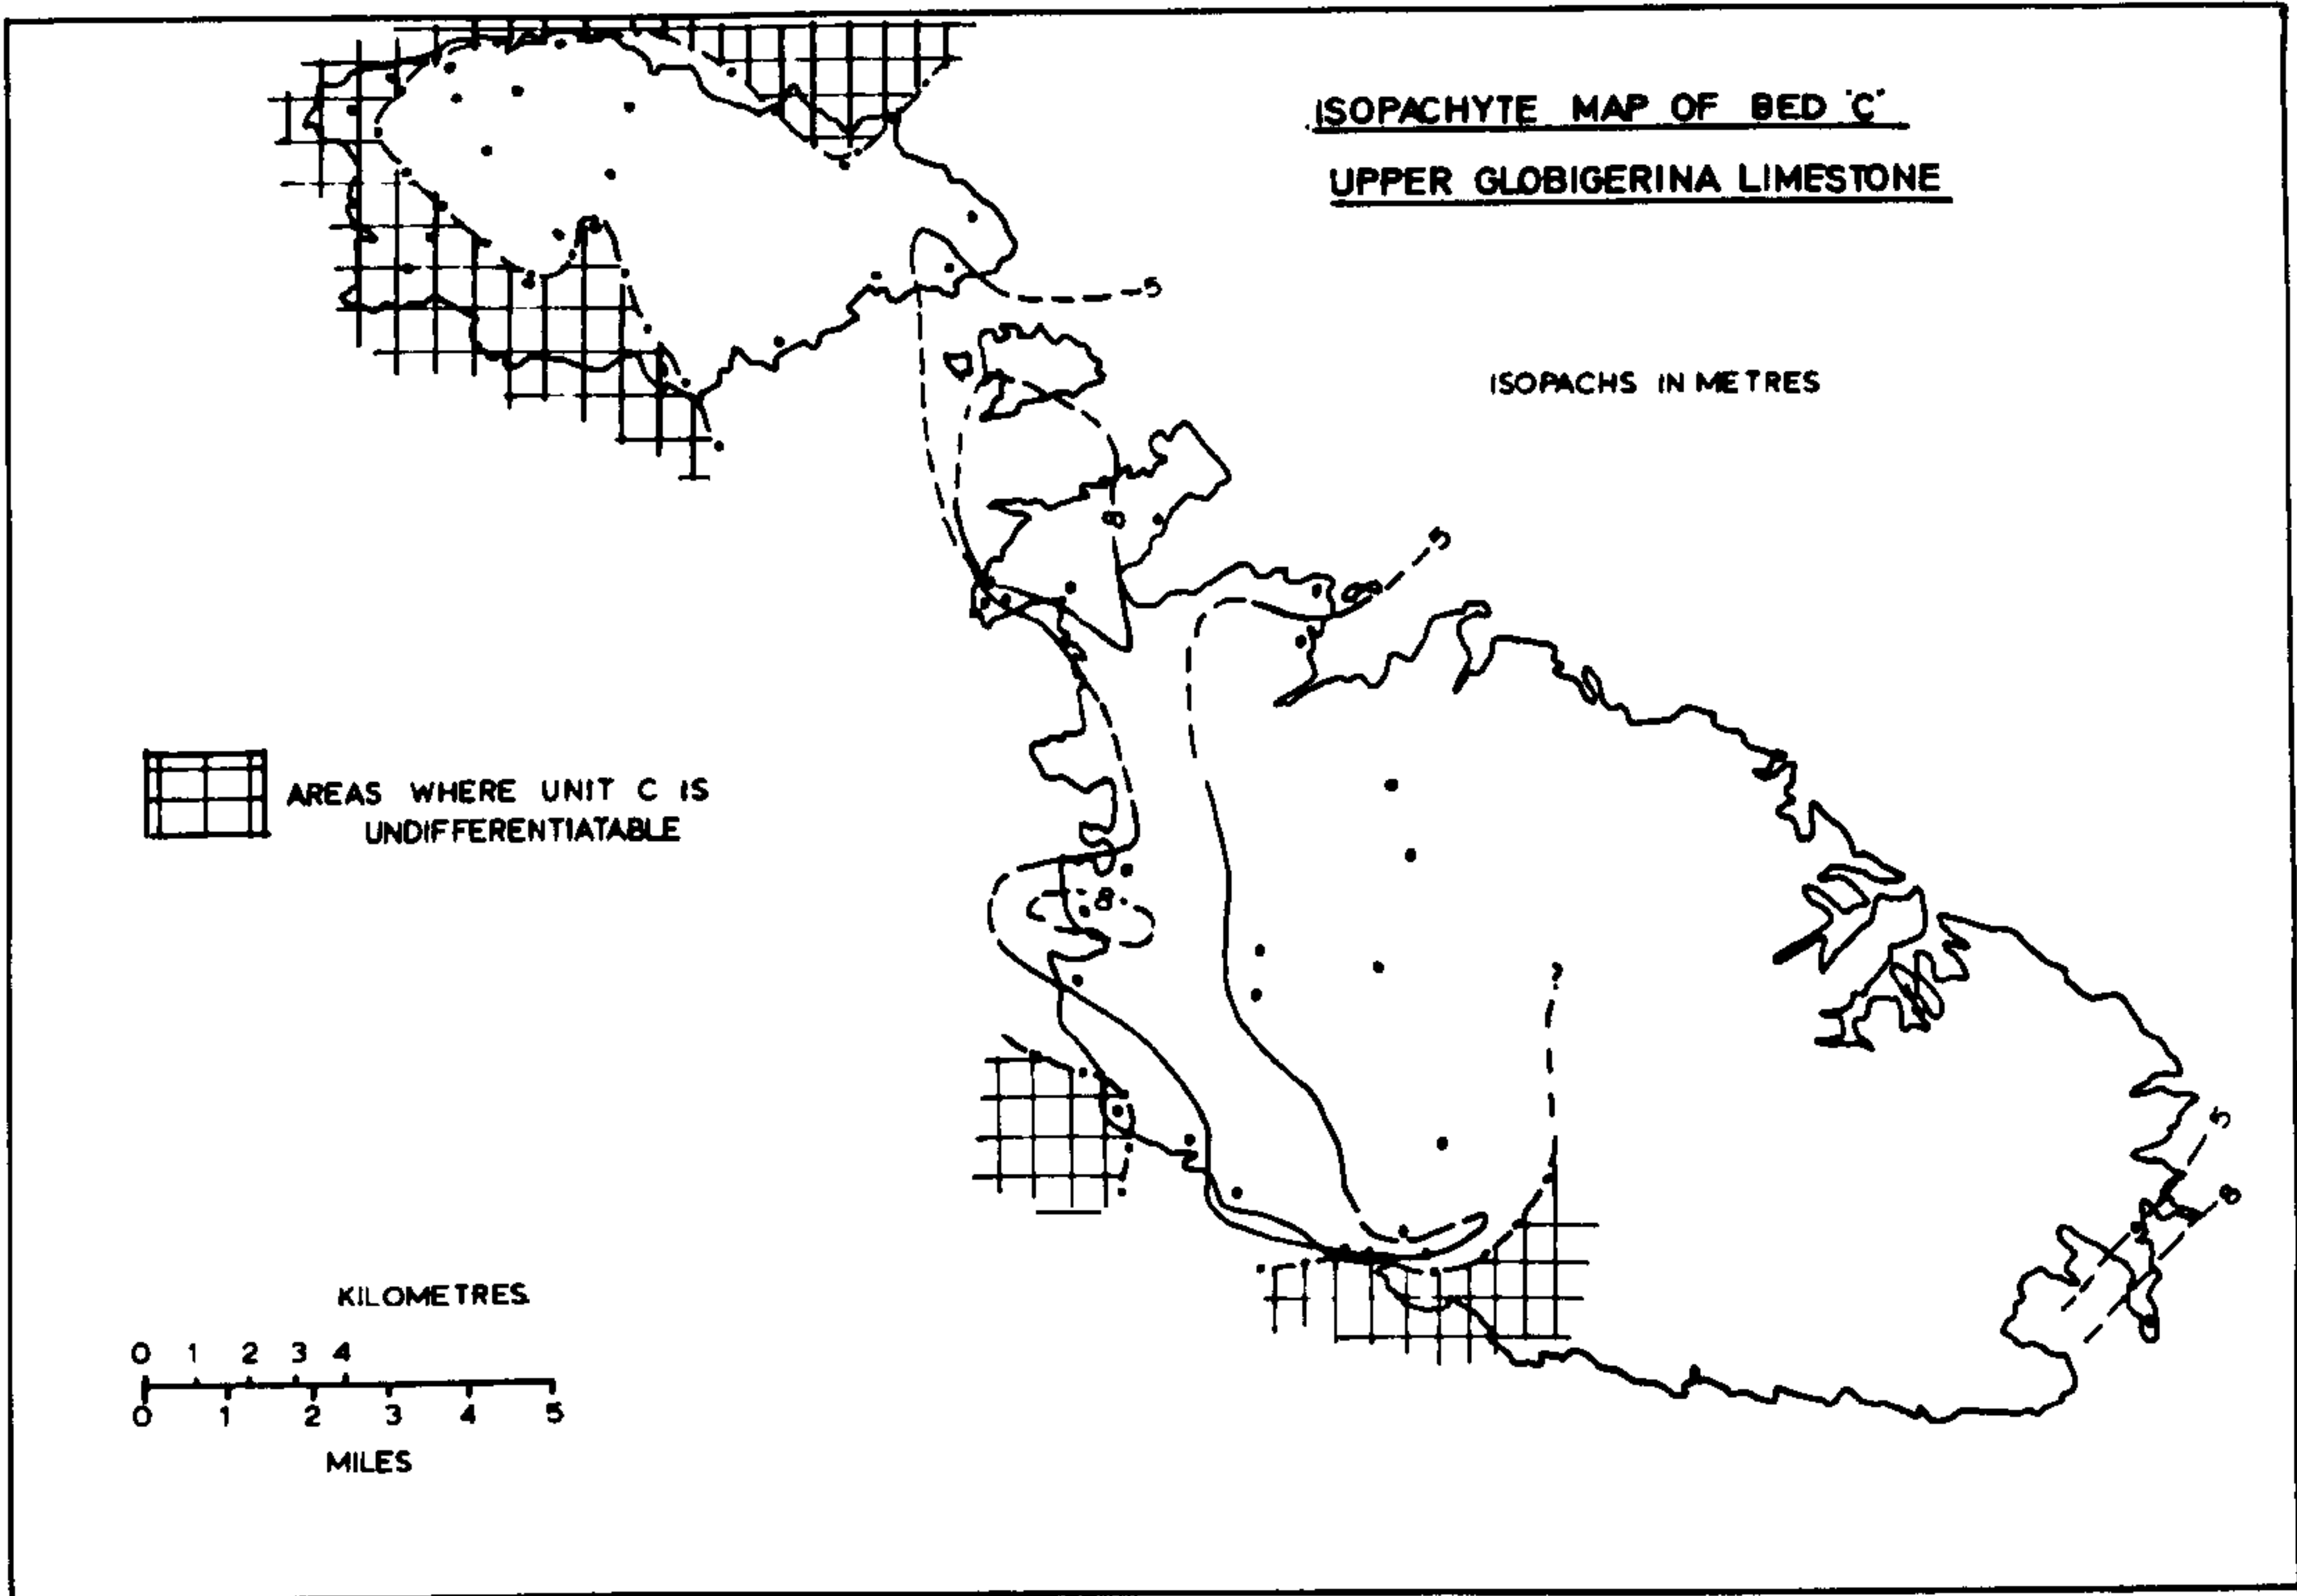 ISOPACHYTE MAP OF BED "C"
UPPER GLOBIGERINA LIMESTONE
5
ISOPACHS IN METRES
8
5
AREAS WHERE UNIT C IS
UNDIFFERENTIATABLE
8
?
5
8
KILOMETRES
0 1 2 3 4
0 1 2 3 4 5
MILES